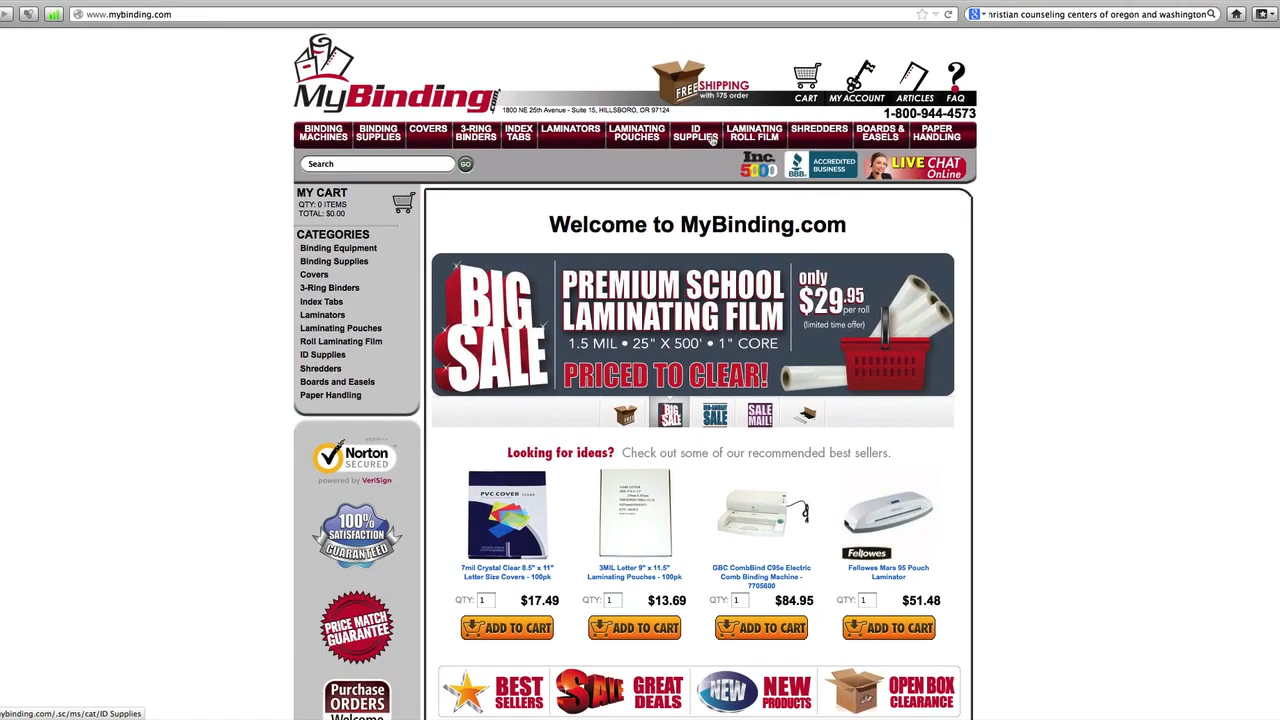 www.mybinding.com
hristian counseling centers of oregon and washington
MyBinding
1800 NE 25th Avenue - Suite 15, HILLSBORO, OR 97124
FREE SHIPPING
with $75 order
CART
MY ACCOUNT
ARTICLES
FAQ
1-800-944-4573
BINDING MACHINES
BINDING SUPPLIES
COVERS
3-RING BINDERS
INDEX TABS
LAMINATORS
LAMINATING POUCHES
ID SUPPLIES
LAMINATING ROLL FILM
SHREDDERS
BOARDS & EASELS
PAPER HANDLING
Search
GO
Inc.
5000
BBB
ACCREDITED
BUSINESS
LIVE CHAT
OnLine
MY CART
QTY: 0 ITEMS
TOTAL: $0.00
CATEGORIES
Binding Equipment
Binding Supplies
Covers
3-Ring Binders
Index Tabs
Laminators
Laminating Pouches
Roll Laminating Film
ID Supplies
Shredders
Boards and Easels
Paper Handling
Norton
SECURED
powered by VeriSign
100%
SATISFACTION
GUARANTEED
PRICE MATCH
GUARANTEE
Purchase
ORDERS
Welcome
Welcome to MyBinding.com
BIG
SALE
PREMIUM SCHOOL
LAMINATING FILM
1.5 MIL • 25" X 500' • 1" CORE
PRICED TO CLEAR!
only
$29.95
per roll
(limited time offer)
BIG
SALE
SALE
SALE
MAIL!
Looking for ideas? Check out some of our recommended best sellers.
PVC COVER
Fellowes
7mil Crystal Clear 8.5" x 11"
Letter Size Covers - 100pk
3MIL Letter 9" x 11.5"
Laminating Pouches - 100pk
GBC CombBind C95e Electric
Comb Binding Machine -
7705600
Fellowes Mars 95 Pouch
Laminator
QTY: 1 $17.49
QTY: 1 $13.69
QTY: 1 $84.95
QTY: 1 $51.48
ADD TO CART
ADD TO CART
ADD TO CART
ADD TO CART
BEST
SELLERS
SALE
GREAT
DEALS
NEW
NEW
PRODUCTS
OPEN BOX
CLEARANCE
mybinding.com/.sc/ms/cat/ID Supplies